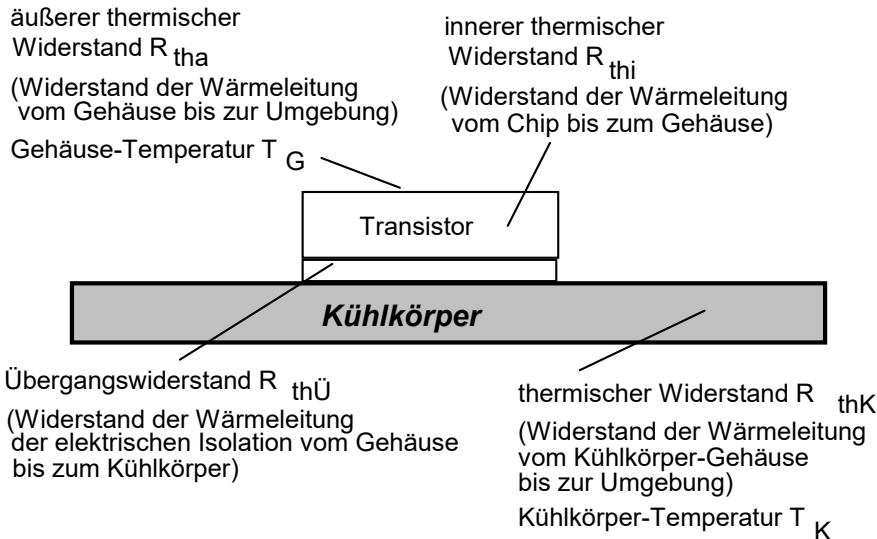 äußerer thermischer
Widerstand R tha
(Widerstand der Wärmeleitung
vom Gehäuse bis zur Umgebung)
Gehäuse-Temperatur T G
innerer thermischer
Widerstand R thi
(Widerstand der Wärmeleitung
vom Chip bis zum Gehäuse)
Transistor
Kühlkörper
Übergangswiderstand R thÜ
(Widerstand der Wärmeleitung
der elektrischen Isolation vom Gehäuse
bis zum Kühlkörper)
thermischer Widerstand R thK
(Widerstand der Wärmeleitung
vom Kühlkörper-Gehäuse
bis zur Umgebung)
Kühlkörper-Temperatur T K